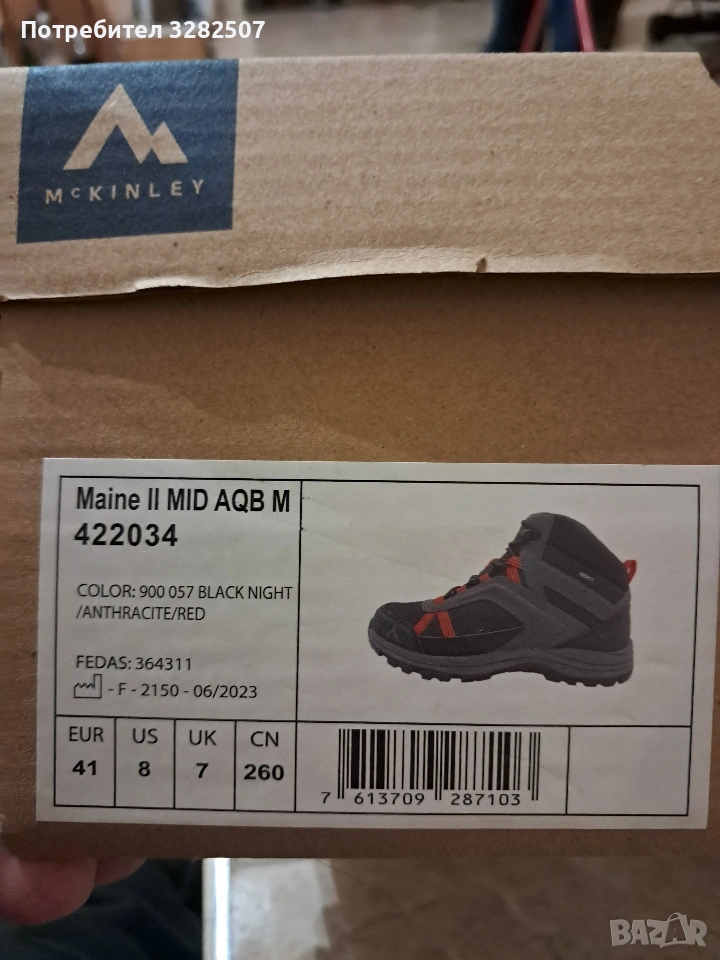 Потребител 3282507
McKINLEY
Maine II MID AQB M
422034
COLOR: 900 057 BLACK NIGHT
/ANTHRACITE/RED
FEDAS: 364311
- F - 2150 - 06/2023
EUR US UK CN
41 8 7 260
7 613709 287103
BAZAR